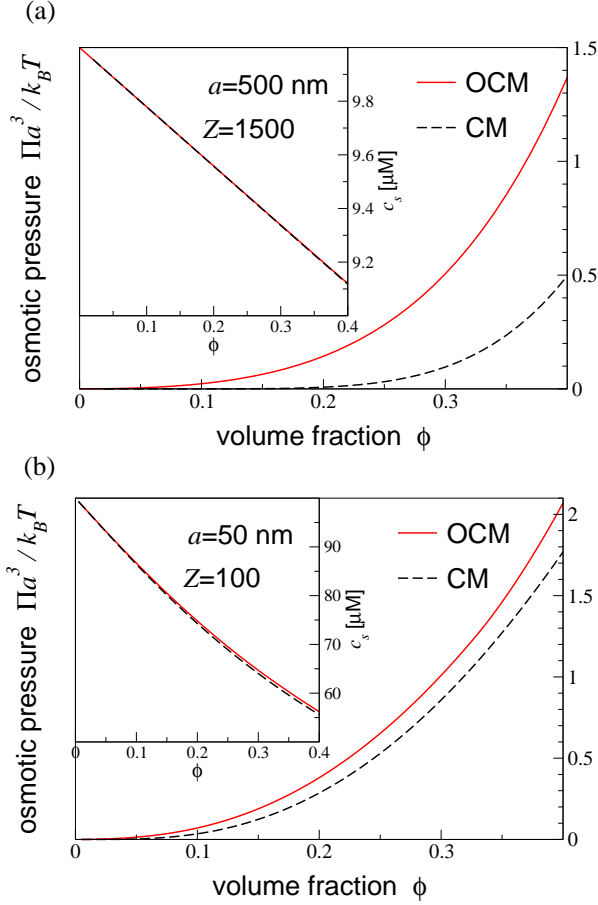 (a)
osmotic pressure Πa³ / k_BT
a=500 nm
Z=1500
OCM
CM
1.5
1
0.5
0
9.8
9.6
9.4
9.2
c_s [µM]
0.1 0.2 0.3 0.4
ϕ
0 0.1 0.2 0.3 0.4
volume fraction ϕ
(b)
osmotic pressure Πa³ / k_BT
a=50 nm
Z=100
OCM
CM
2
1.5
1
0.5
0
90
80
70
60
c_s [µM]
0 0.1 0.2 0.3 0.4
ϕ
0 0.1 0.2 0.3 0.4
volume fraction ϕ